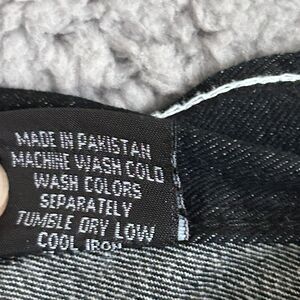 MADE IN PAKISTAN
MACHINE WASH COLD
WASH COLORS
SEPARATELY
TUMBLE DRY LOW
COOL IRON